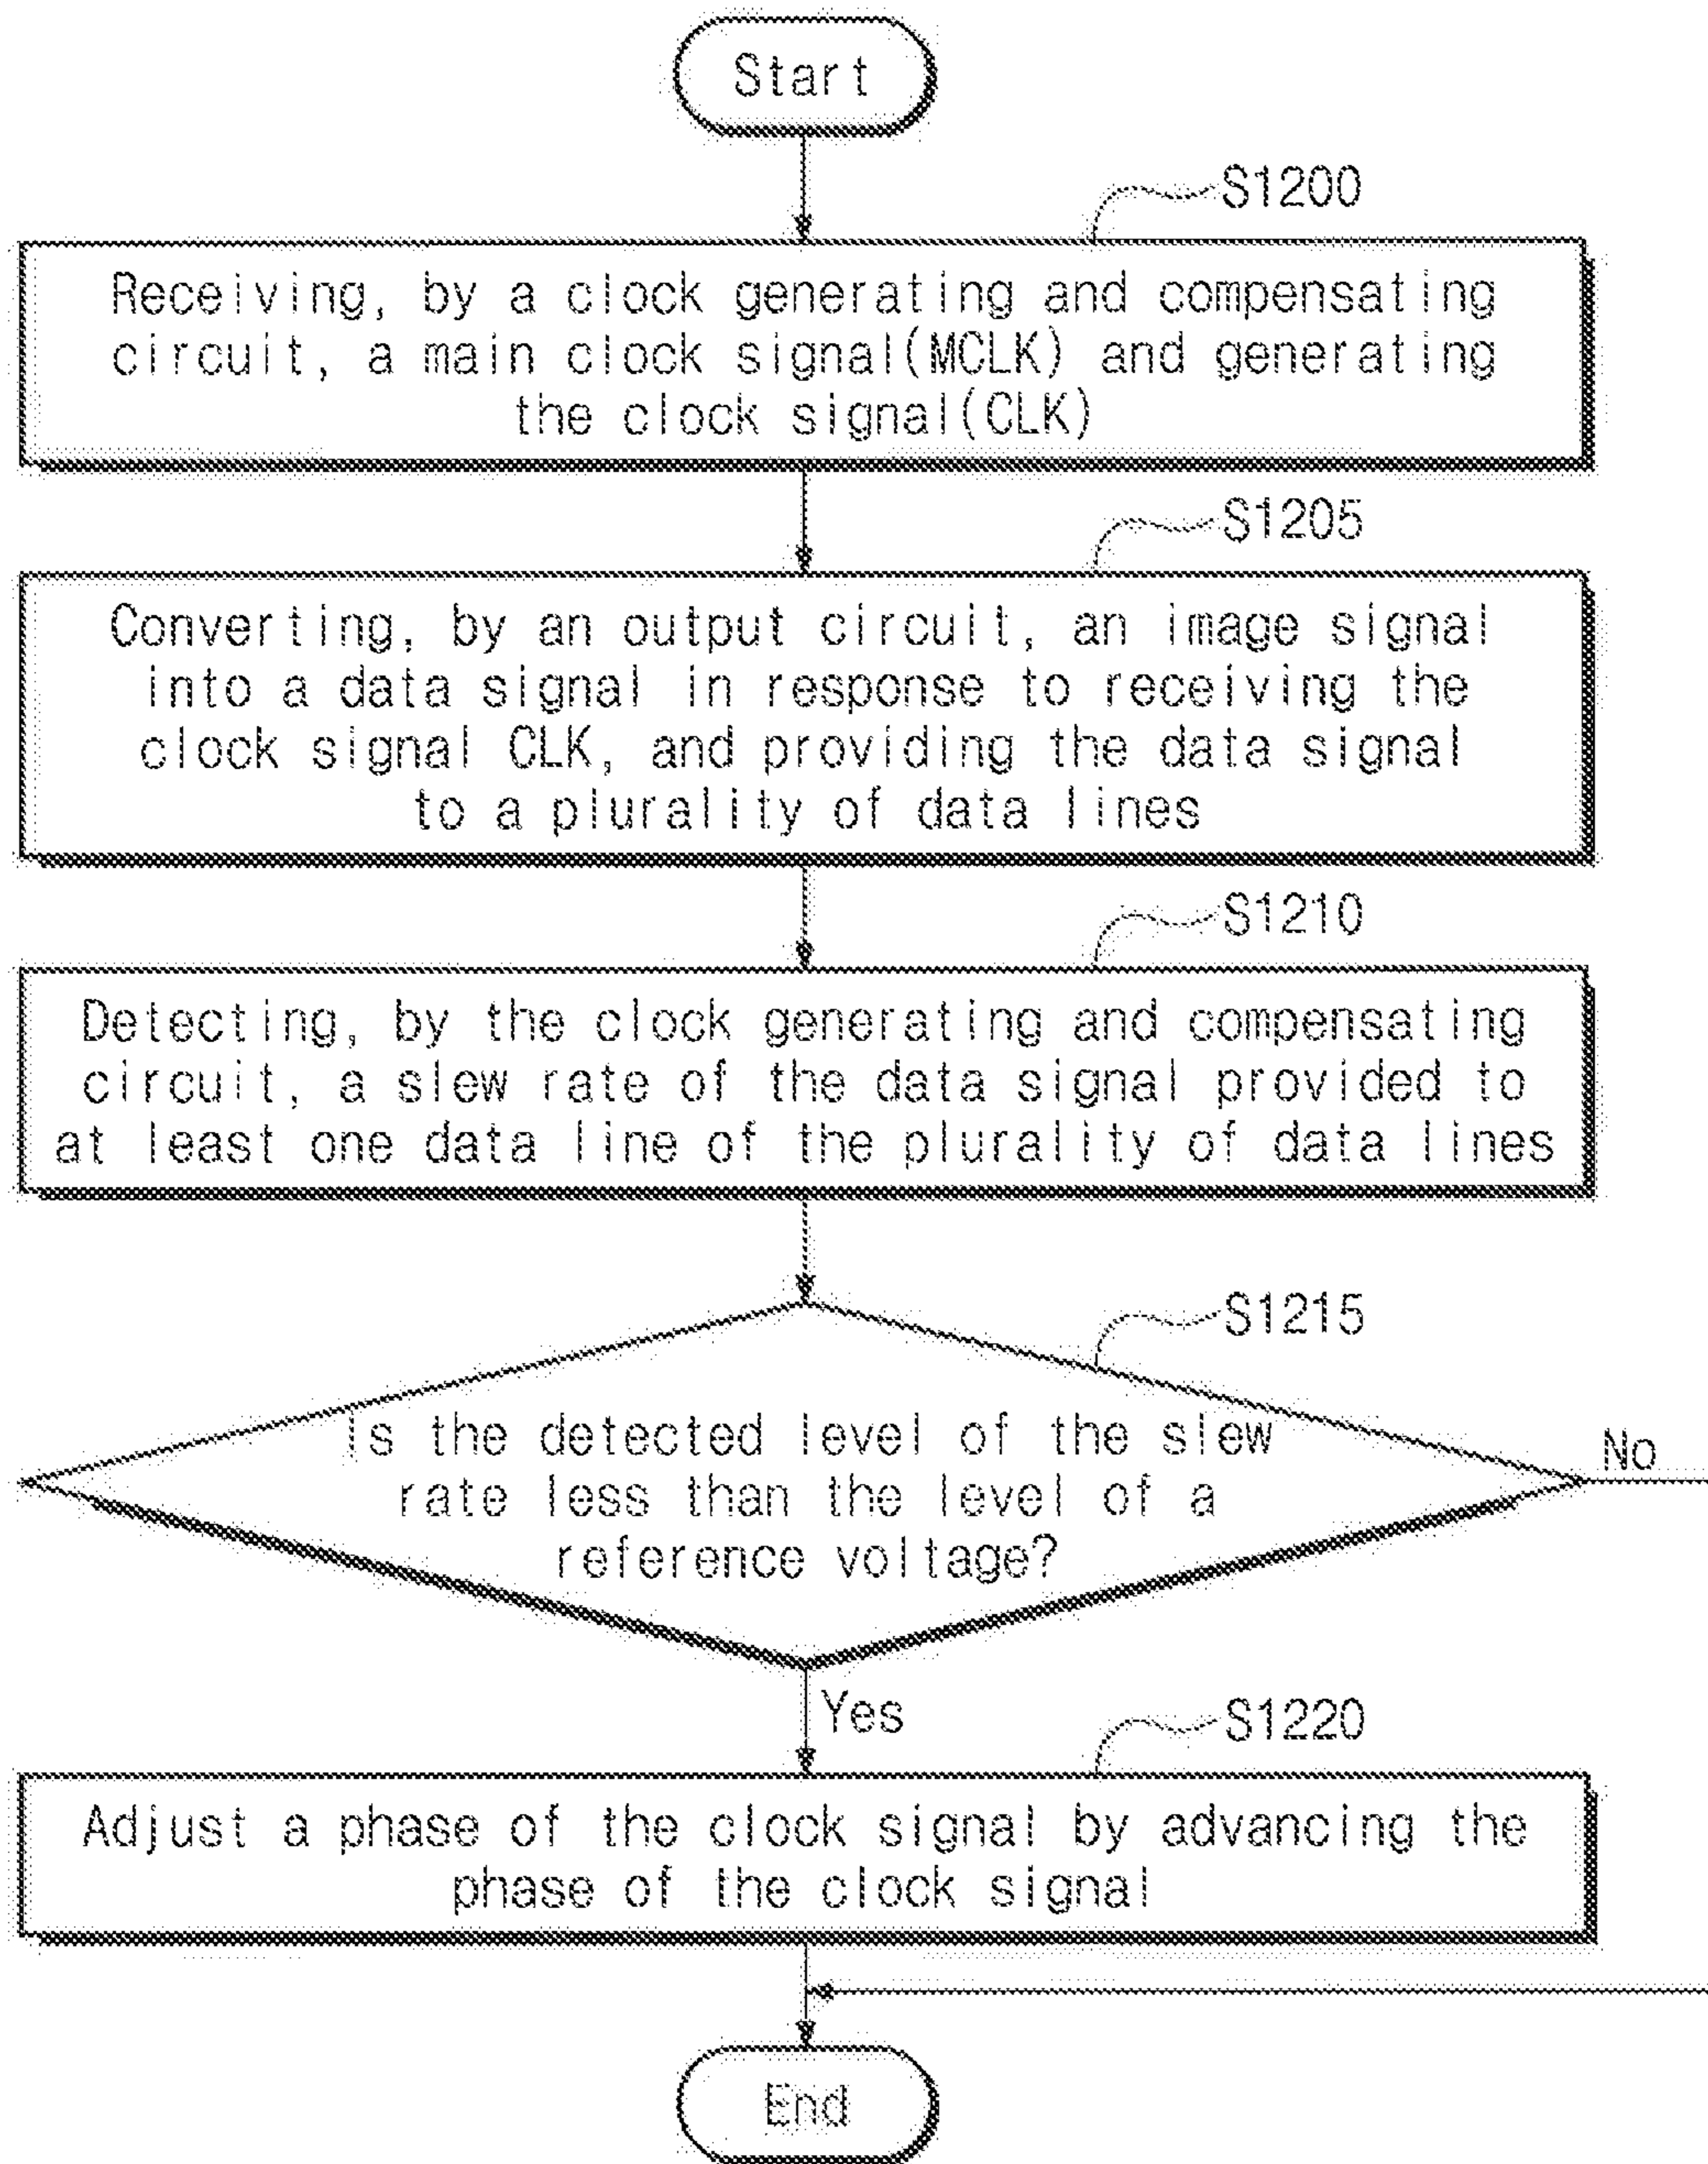 Start
S1200
Receiving, by a clock generating and compensating
circuit, a main clock signal(MCLK) and generating
the clock signal(CLK)
S1205
Converting, by an output circuit, an image signal
into a data signal in response to receiving the
clock signal CLK, and providing the data signal
to a plurality of data lines
S1210
Detecting, by the clock generating and compensating
circuit, a slew rate of the data signal provided to
at least one data line of the plurality of data lines
S1215
Is the detected level of the slew
rate less than the level of a
reference voltage?
No
Yes
S1220
Adjust a phase of the clock signal by advancing the
phase of the clock signal
End